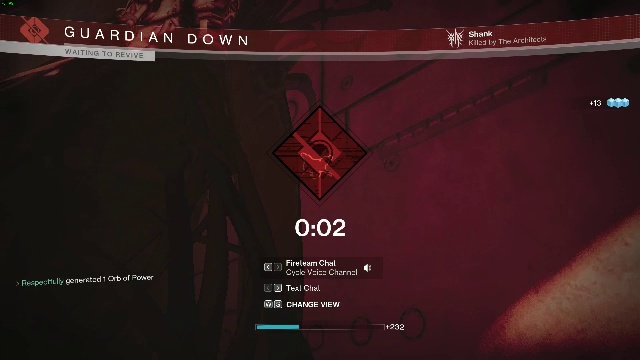 GUARDIAN DOWN
WAITING TO REVIVE
Shank
Killed by The Architects
+13
0:02
Fireteam Chat
Cycle Voice Channel
> Respectfully generated 1 Orb of Power
Text Chat
CHANGE VIEW
+232